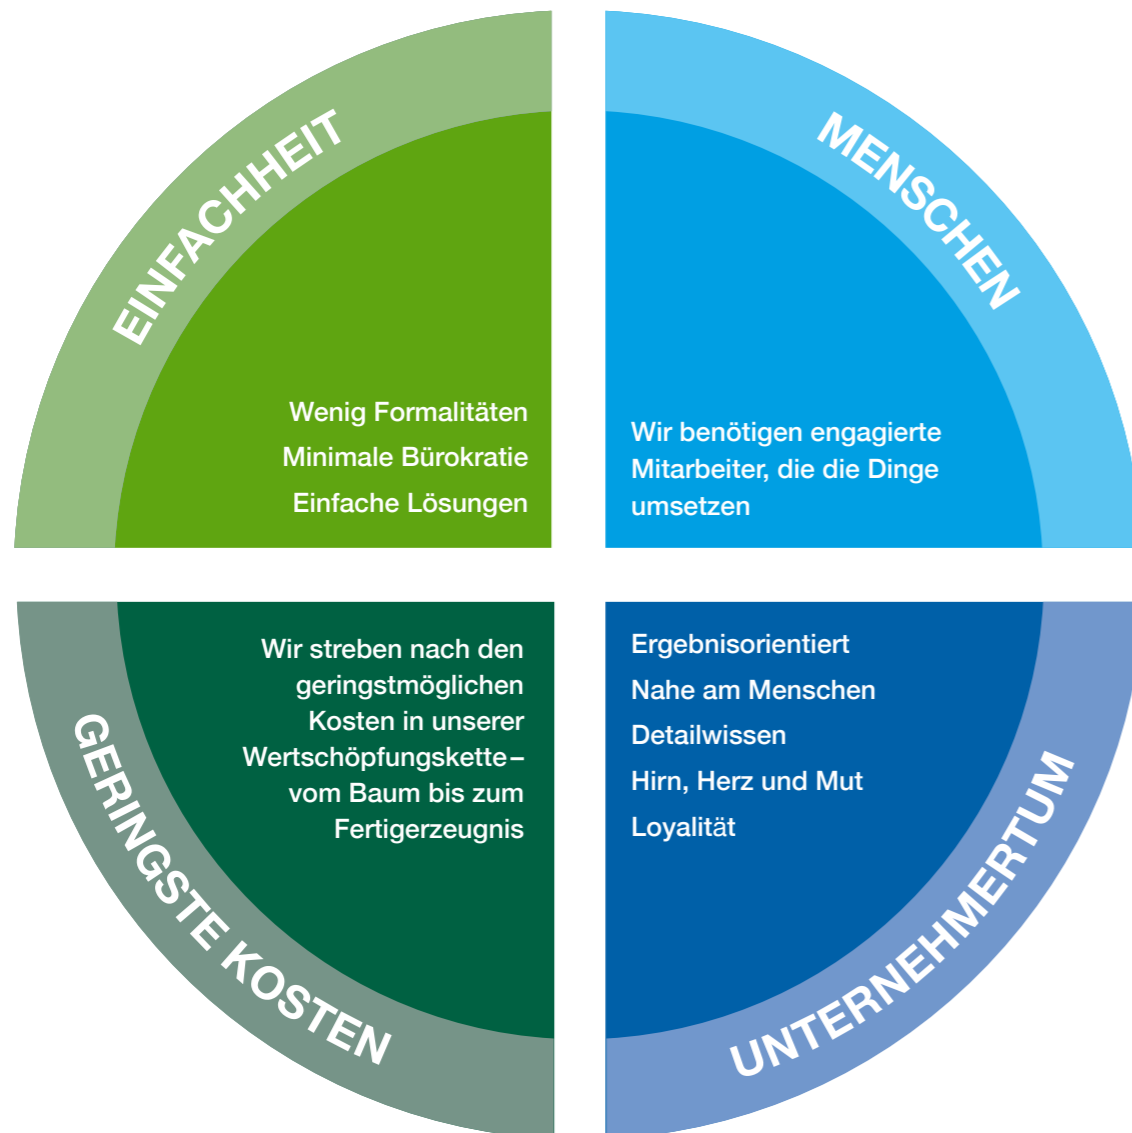 EINFACHHEIT
Wenig Formalitäten
Minimale Bürokratie
Einfache Lösungen
MENSCHEN
Wir benötigen engagierte
Mitarbeiter, die die Dinge
umsetzen
GERINGSTE KOSTEN
Wir streben nach den
geringstmöglichen
Kosten in unserer
Wertschöpfungskette–
vom Baum bis zum
Fertigerzeugnis
UNTERNEHMERTUM
Ergebnisorientiert
Nahe am Menschen
Detailwissen
Hirn, Herz und Mut
Loyalität